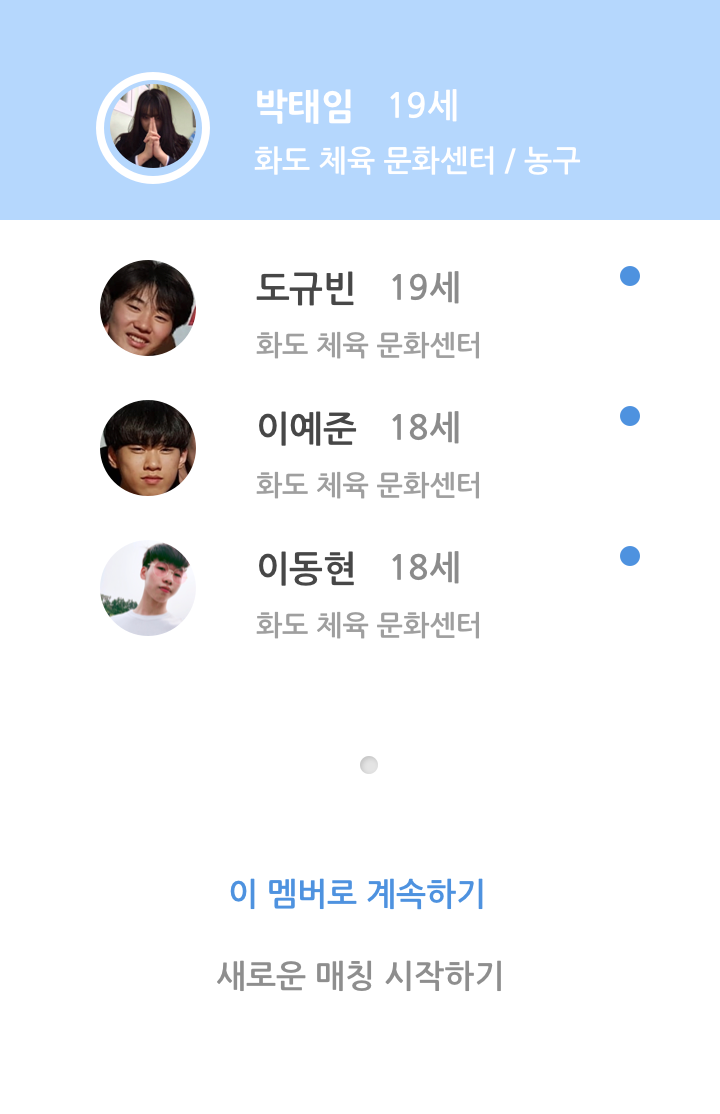 박태임 19세
화도 체육 문화센터 / 농구
도규빈 19세
화도 체육 문화센터
이예준 18세
화도 체육 문화센터
이동현 18세
화도 체육 문화센터
이 멤버로 계속하기
새로운 매칭 시작하기